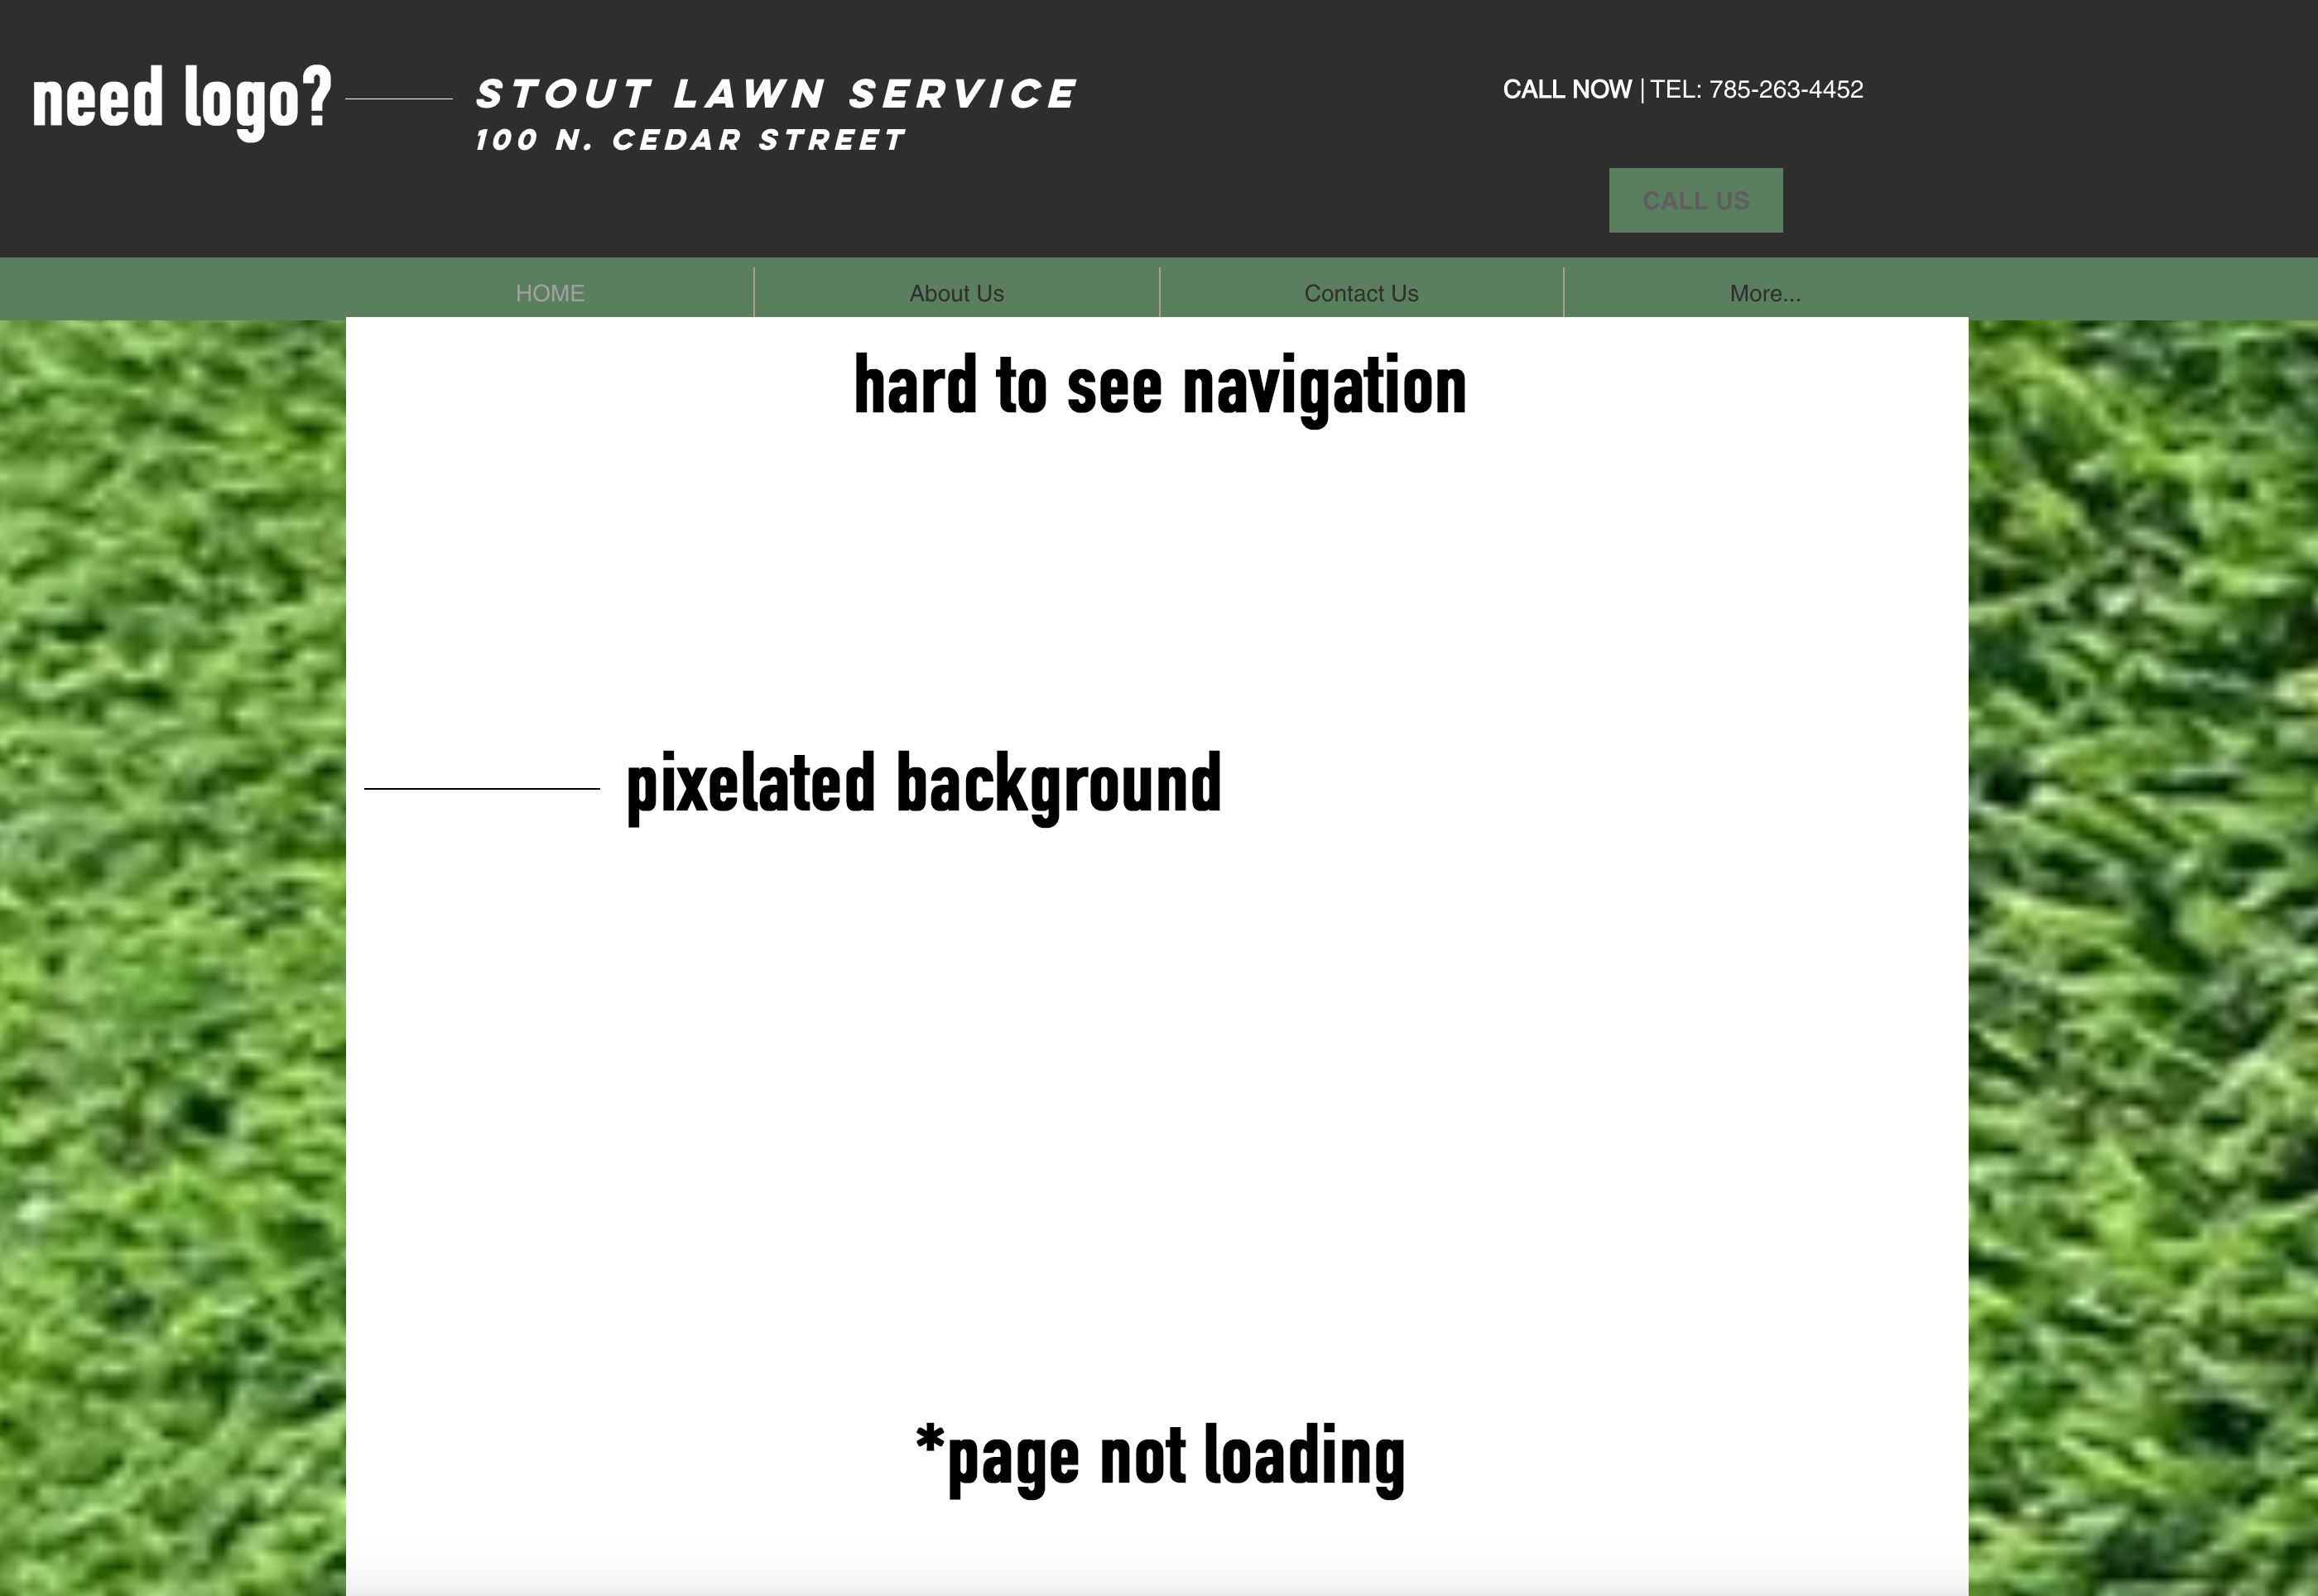 need logo?
STOUT LAWN SERVICE
100 N. CEDAR STREET
CALL NOW | TEL: 785-263-4452
CALL US
HOME
About Us
Contact Us
More...
hard to see navigation
pixelated background
*page not loading